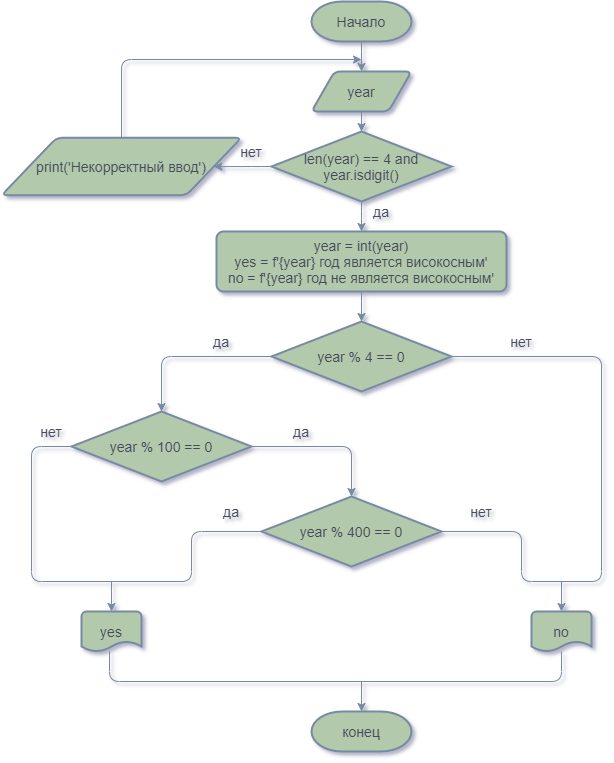 Начало
year
len(year) == 4 and
year.isdigit()
нет
print('Некорректный ввод')
да
year = int(year)
yes = f'{year} год является високосным'
no = f'{year} год не является високосным'
year % 4 == 0
да
нет
year % 100 == 0
нет
да
year % 400 == 0
да
нет
yes
no
конец